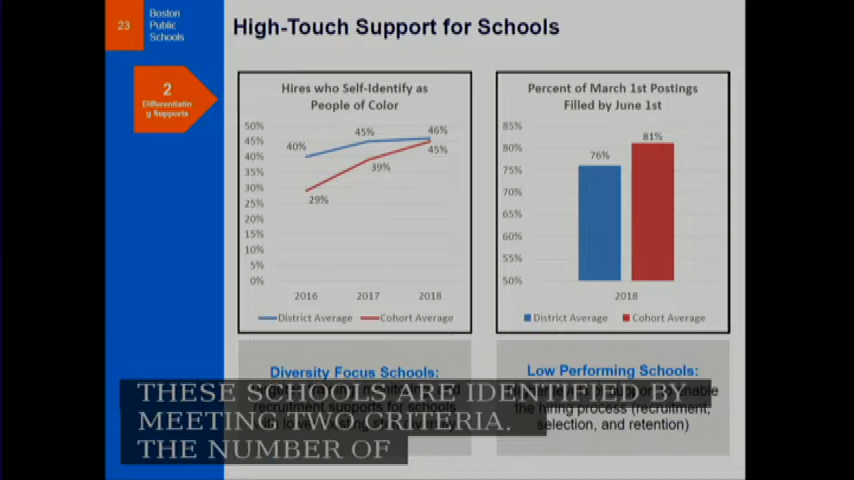 23
Boston
Public
Schools
High-Touch Support for Schools
2
Differentiatin
g Supports
Hires who Self-Identify as
People of Color
50%
45%
40%
35%
30%
25%
20%
15%
10%
5%
0%
40%
45%
46%
29%
39%
45%
2016 2017 2018
District Average Cohort Average
Percent of March 1st Postings
Filled by June 1st
85%
80%
75%
70%
65%
60%
55%
50%
76%
81%
2018
District Average Cohort Average
Diversity Focus Schools:
recruitment supports for schools
Low Performing Schools:
the hiring process (recruitment,
selection, and retention)
THESE SCHOOLS ARE IDENTIFIED BY
MEETING TWO CRITERIA.
THE NUMBER OF